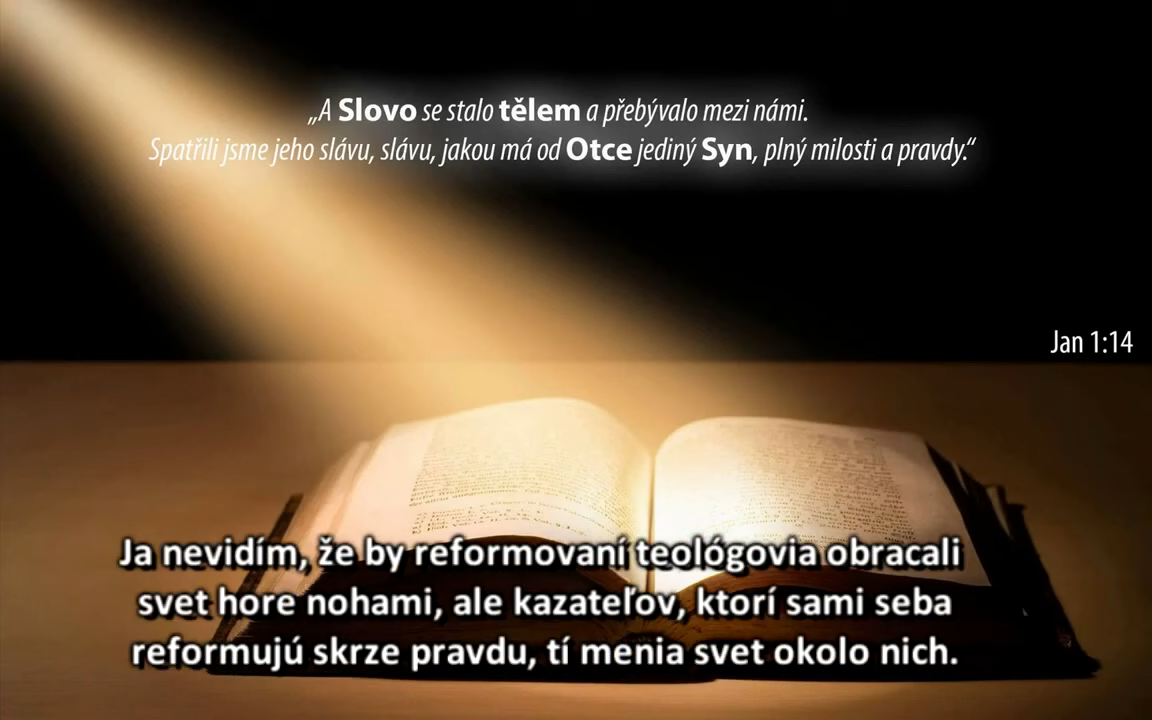 „A Slovo se stalo tělem a přebývalo mezi námi.
Spatřili jsme jeho slávu, slávu, jakou má od Otce jediný Syn, plný milosti a pravdy.“
Jan 1:14
Ja nevidím, že by reformovaní teológovia obracali
svet hore nohami, ale kazateľov, ktorí sami seba
reformujú skrze pravdu, tí menia svet okolo nich.